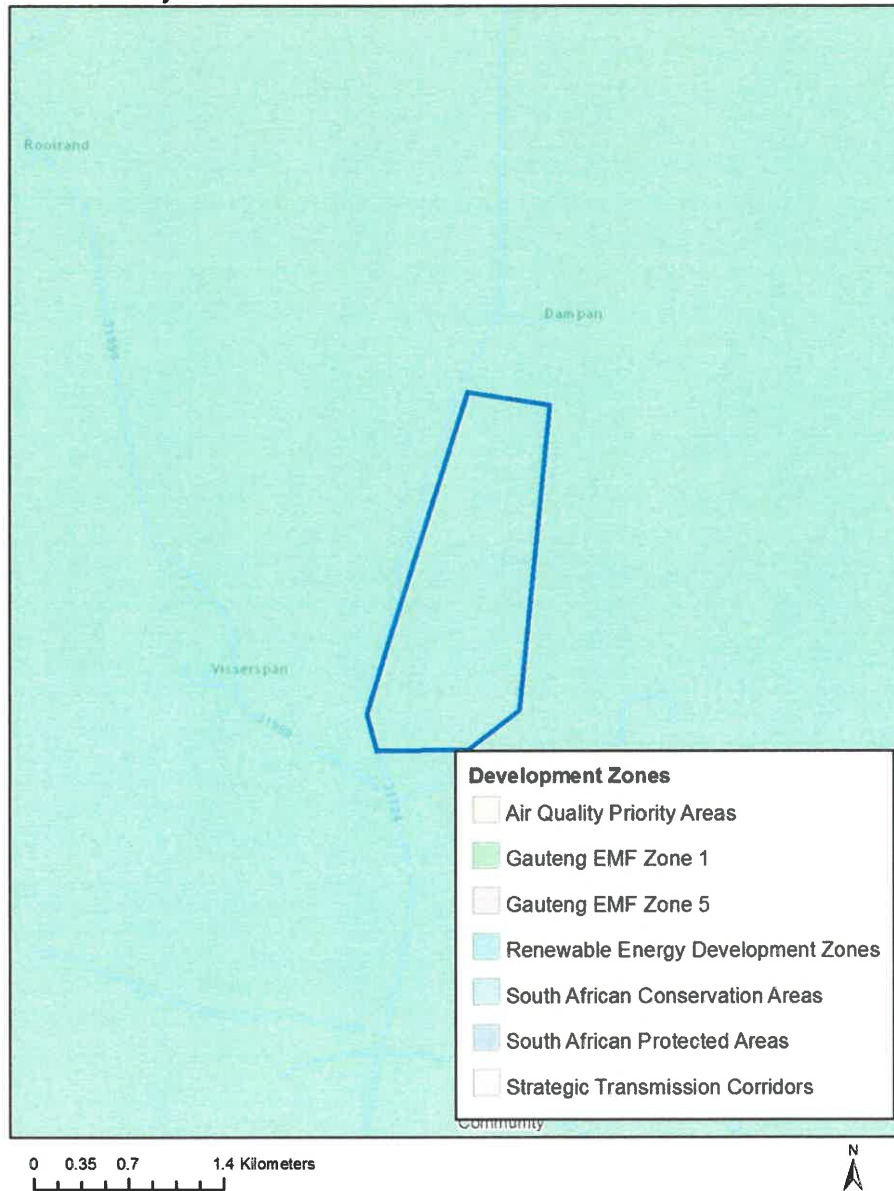 Rooirand
Dampan
Visserspan
Development Zones
Air Quality Priority Areas
Gauteng EMF Zone 1
Gauteng EMF Zone 5
Renewable Energy Development Zones
South African Conservation Areas
South African Protected Areas
Strategic Transmission Corridors
Community
0 0.35 0.7 1.4 Kilometers
N